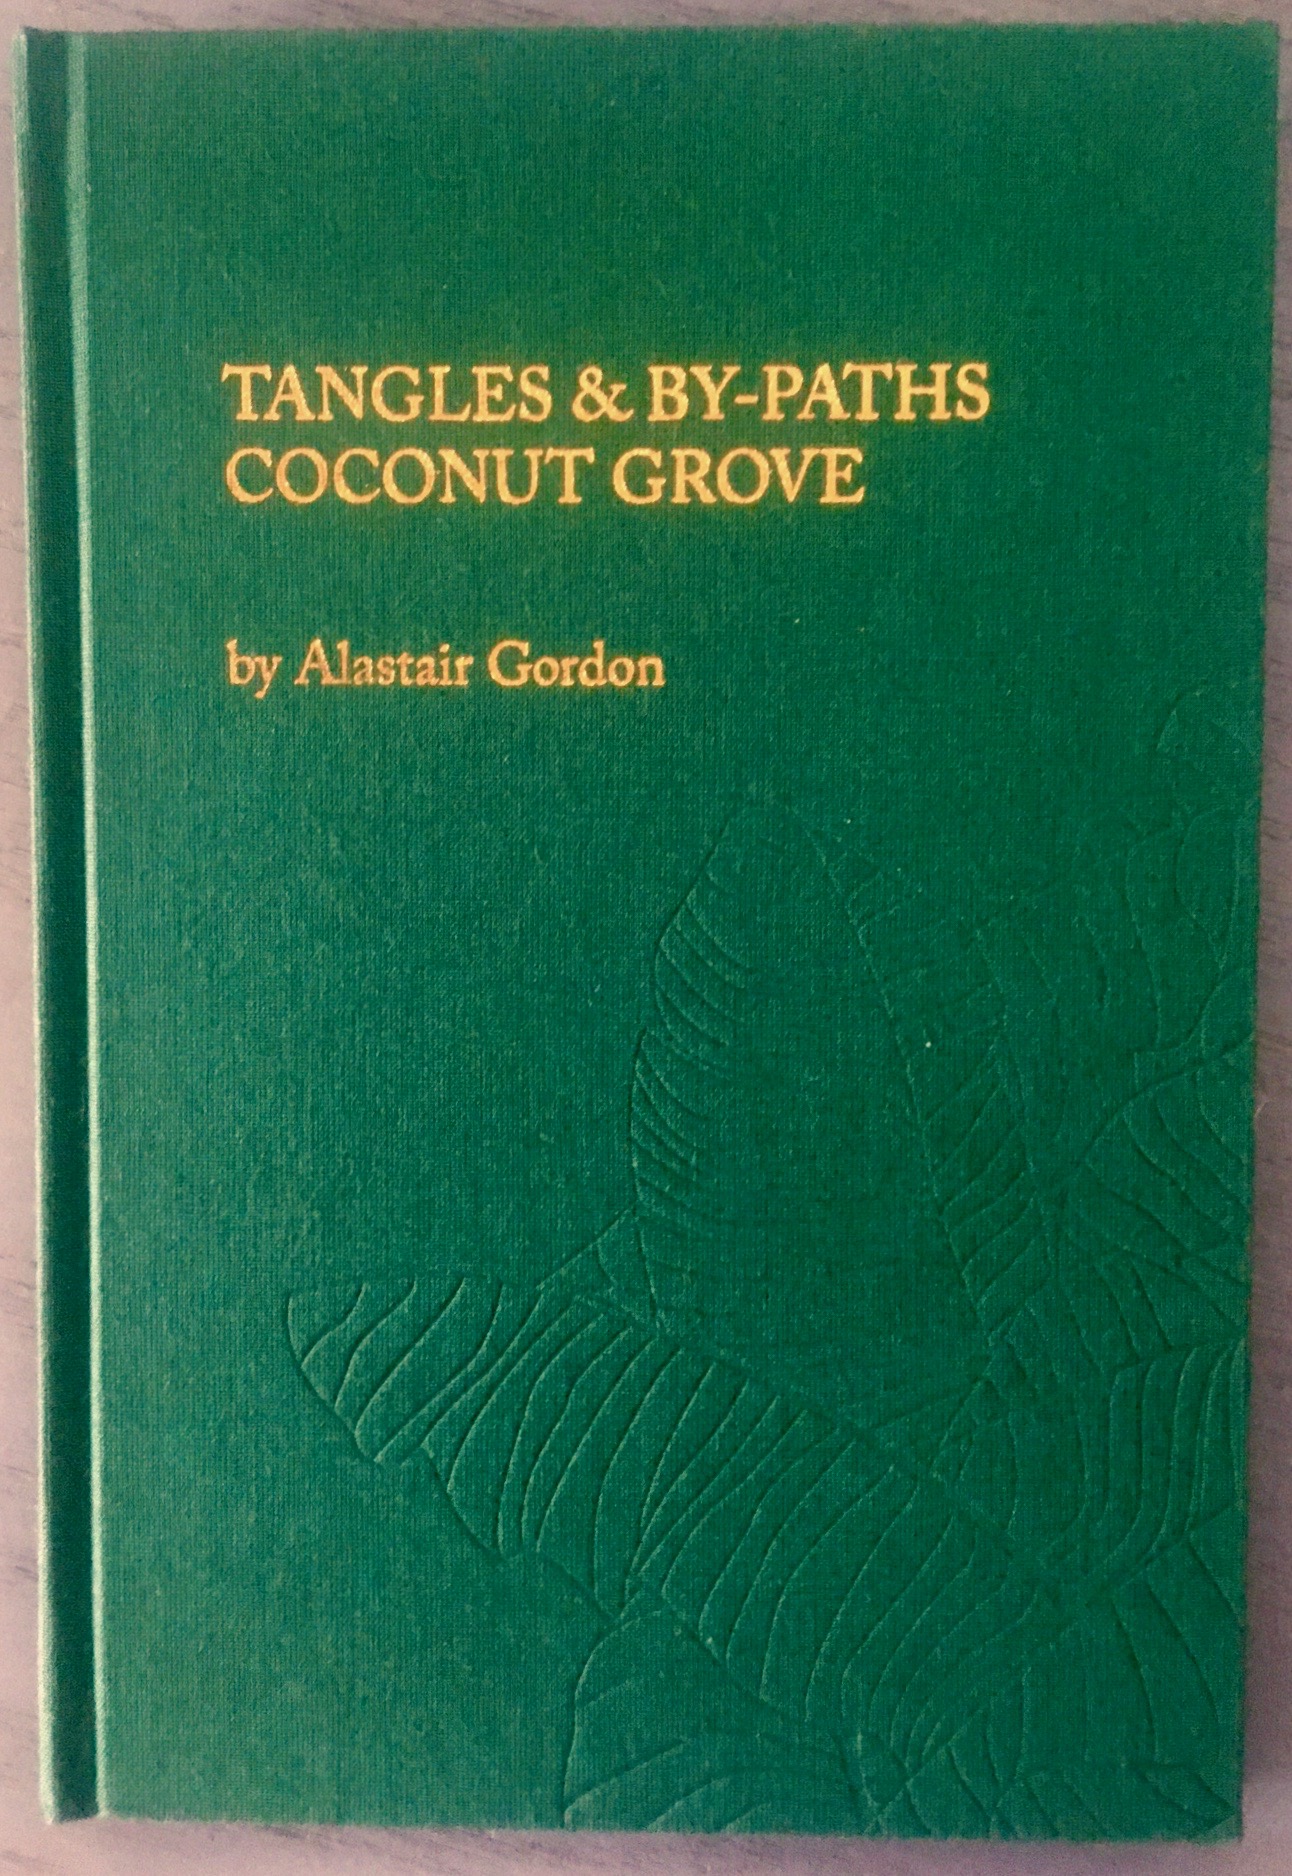 TANGLES & BY-PATHS
COCONUT GROVE
by Alastair Gordon